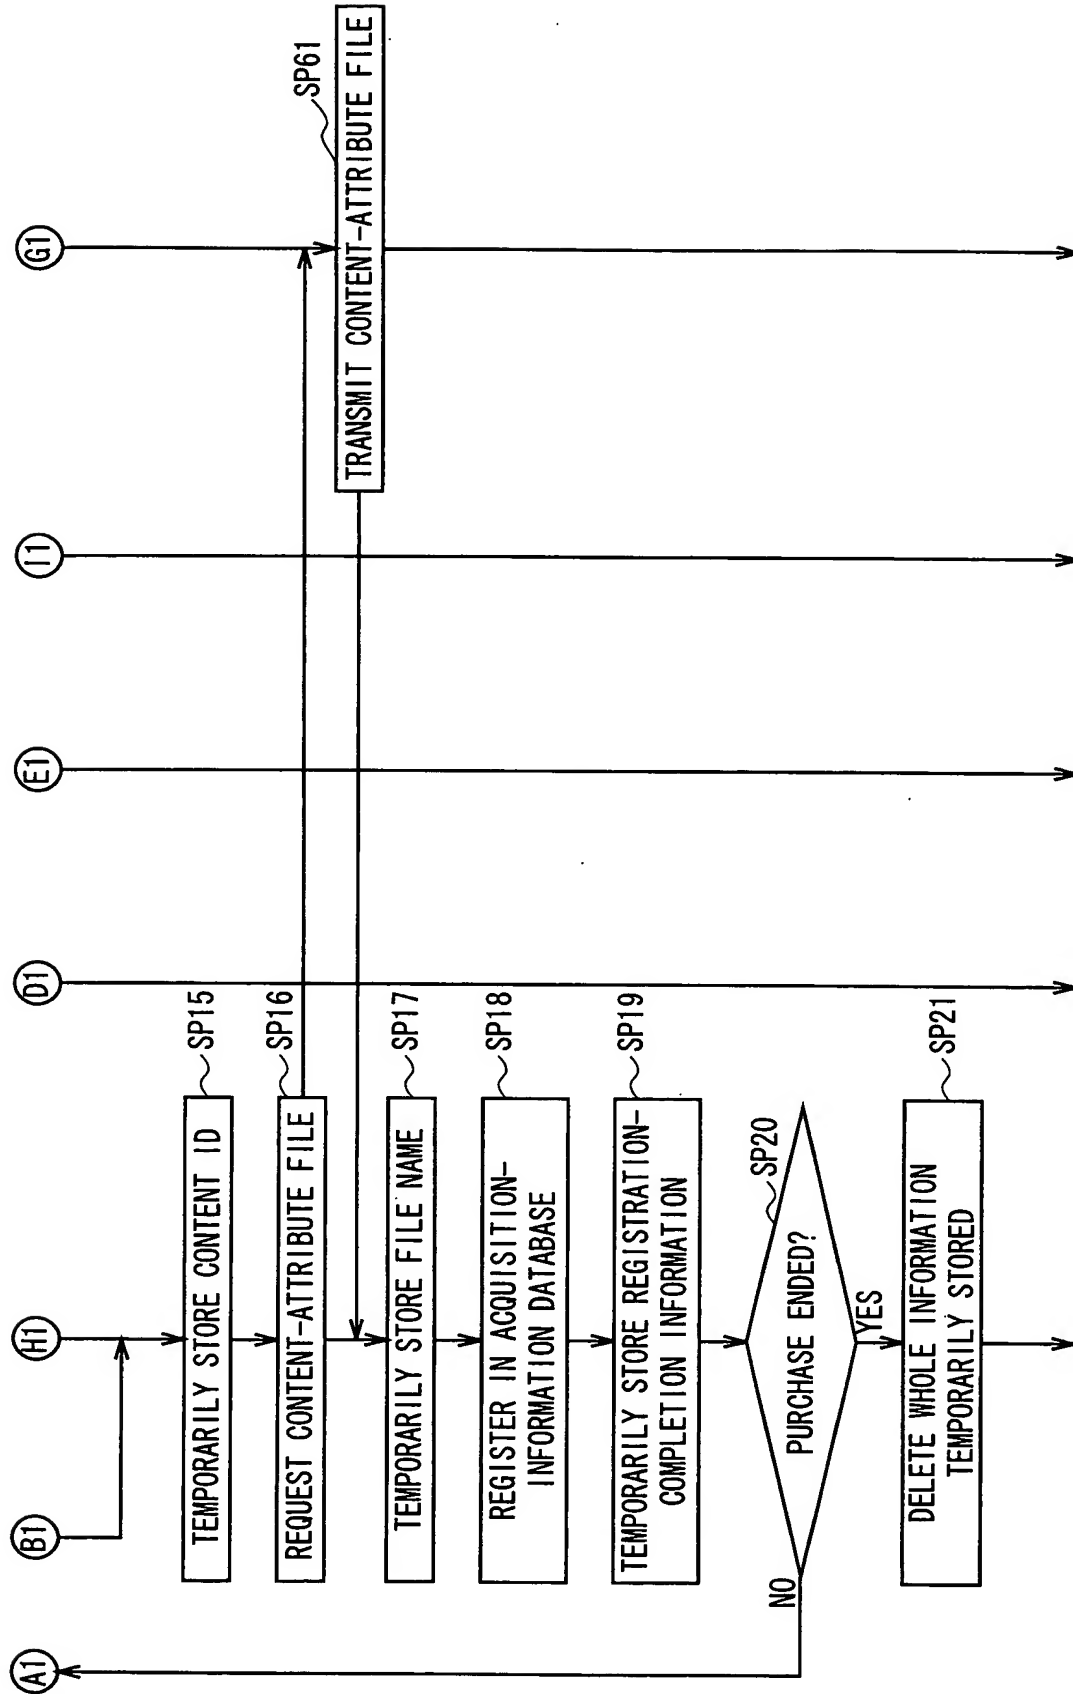 A1
B1
H1
D1
E1
I1
G1
TEMPORARILY STORE CONTENT ID
SP15
REQUEST CONTENT-ATTRIBUTE FILE
SP16
TRANSMIT CONTENT-ATTRIBUTE FILE
SP61
TEMPORARILY STORE FILE NAME
SP17
REGISTER IN ACQUISITION-
INFORMATION DATABASE
SP18
TEMPORARILY STORE REGISTRATION-
COMPLETION INFORMATION
SP19
PURCHASE ENDED?
SP20
NO
YES
DELETE WHOLE INFORMATION
TEMPORARILY STORED
SP21